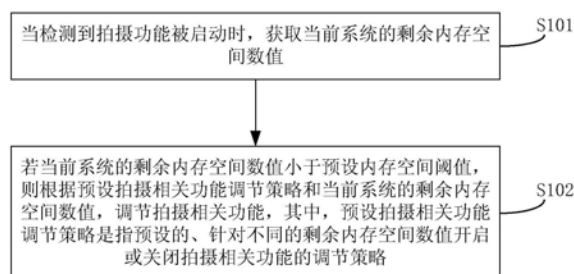 当检测到拍摄功能被启动时，获取当前系统的剩余内存空
间数值
S101
若当前系统的剩余内存空间数值小于预设内存空间阈值，
则根据预设拍摄相关功能调节策略和当前系统的剩余内存
空间数值，调节拍摄相关功能，其中，预设拍摄相关功能
调节策略是指预设的、针对不同的剩余内存空间数值开启
或关闭拍摄相关功能的调节策略
S102